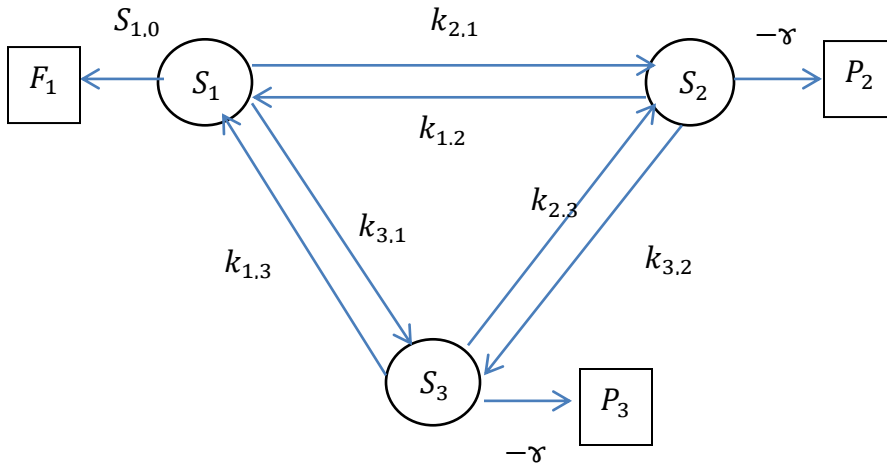 S₁,₀
k₂,₁
−ɤ
F₁
S₁
S₂
P₂
k₁.₂
k₂.₃
k₃,₁
k₁,₃
k₃,₂
S₃
P₃
−ɤ